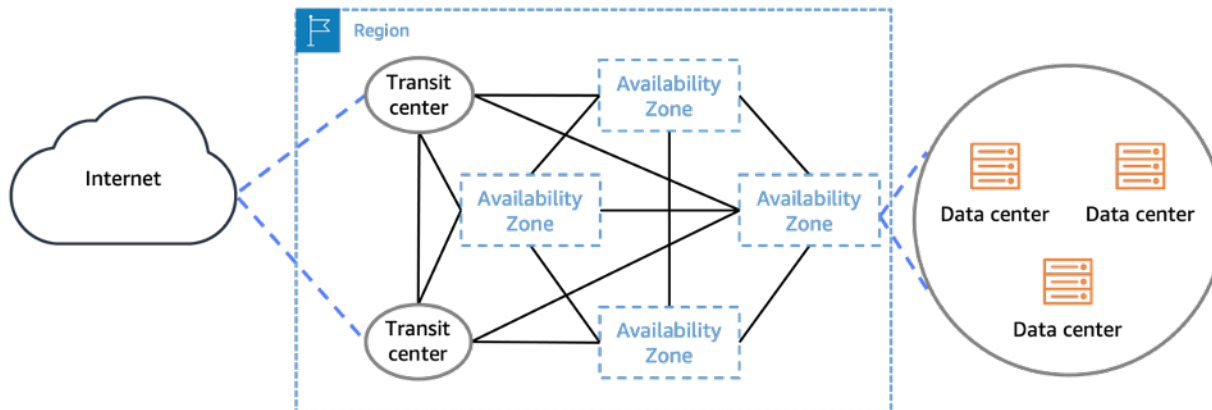 Region
Internet
Transit
center
Transit
center
Availability
Zone
Availability
Zone
Availability
Zone
Availability
Zone
Data center
Data center
Data center